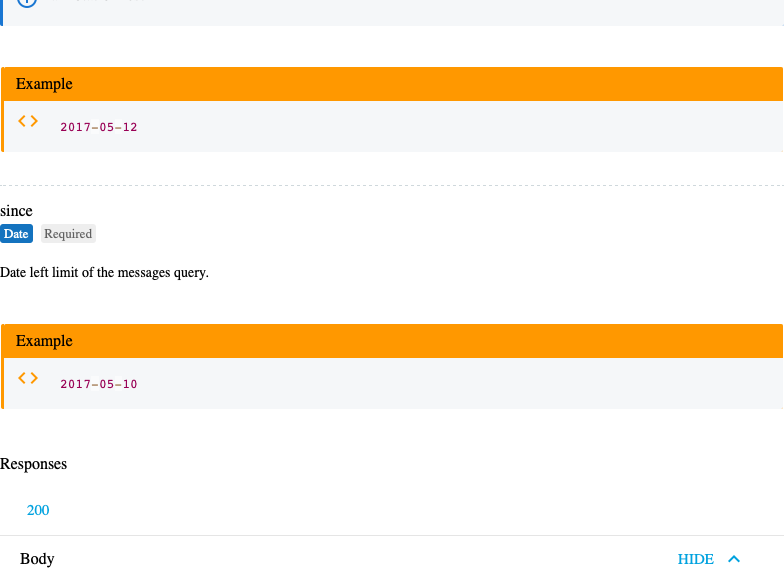 Example
2017-05-12
since
Date Required
Date left limit of the messages query.
Example
2017-05-10
Responses
200
Body HIDE